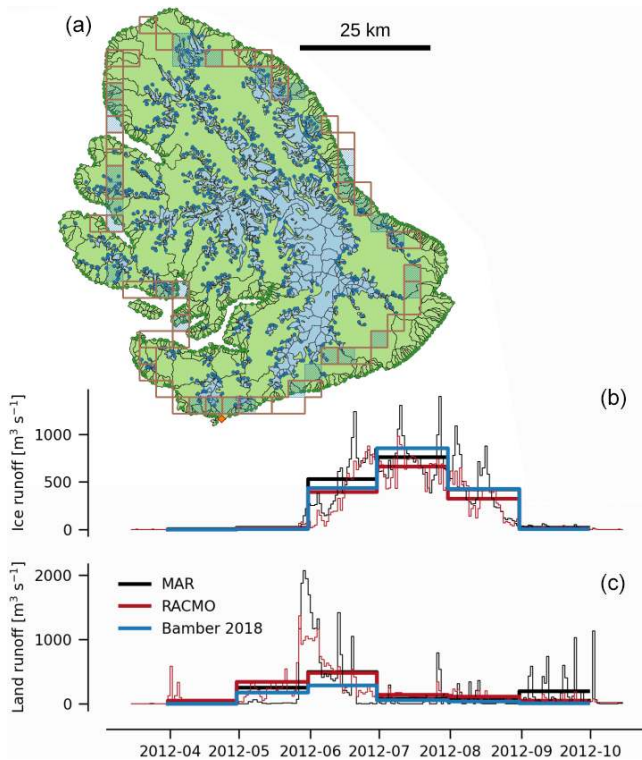 (a)
25 km
(b)
Ice runoff [m³ s⁻¹]
1000
500
0
(c)
Land runoff [m³ s⁻¹]
2000
1000
0
MAR
RACMO
Bamber 2018
2012-04 2012-05 2012-06 2012-07 2012-08 2012-09 2012-10